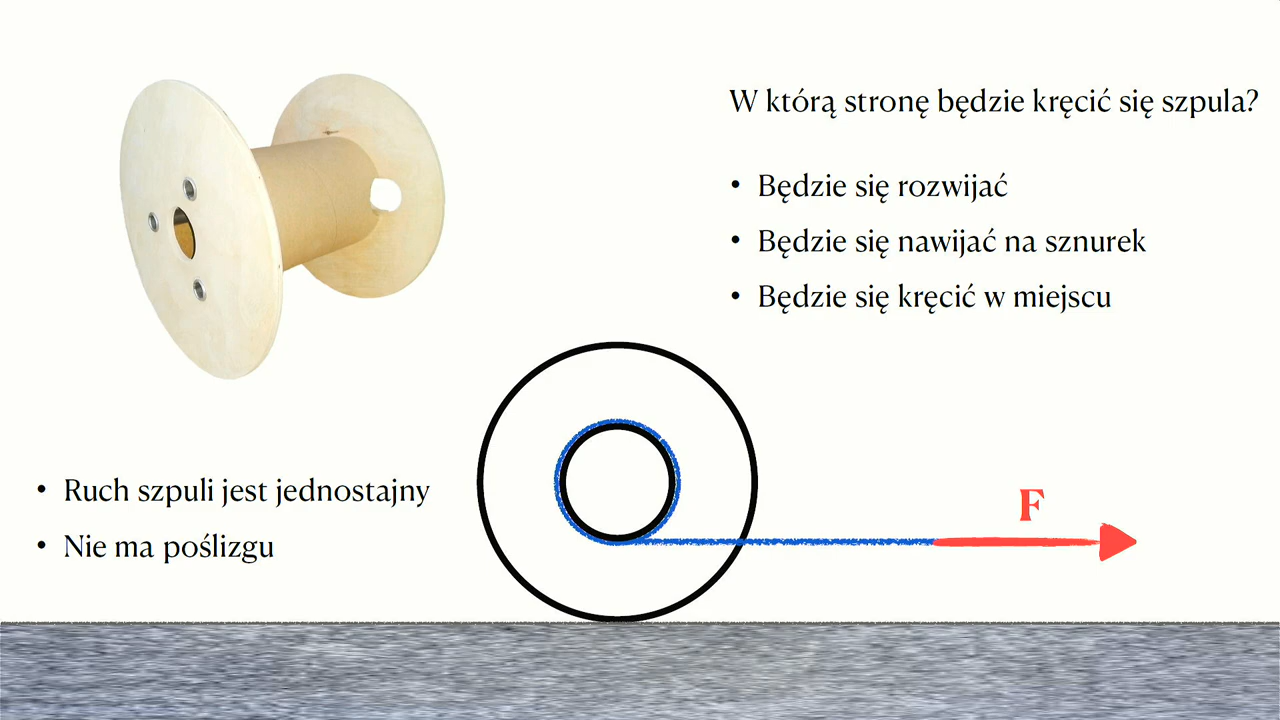 W którą stronę będzie kręcić się szpula?
• Będzie się rozwijać
• Będzie się nawijać na sznurek
• Będzie się kręcić w miejscu
• Ruch szpuli jest jednostajny
• Nie ma poślizgu
F